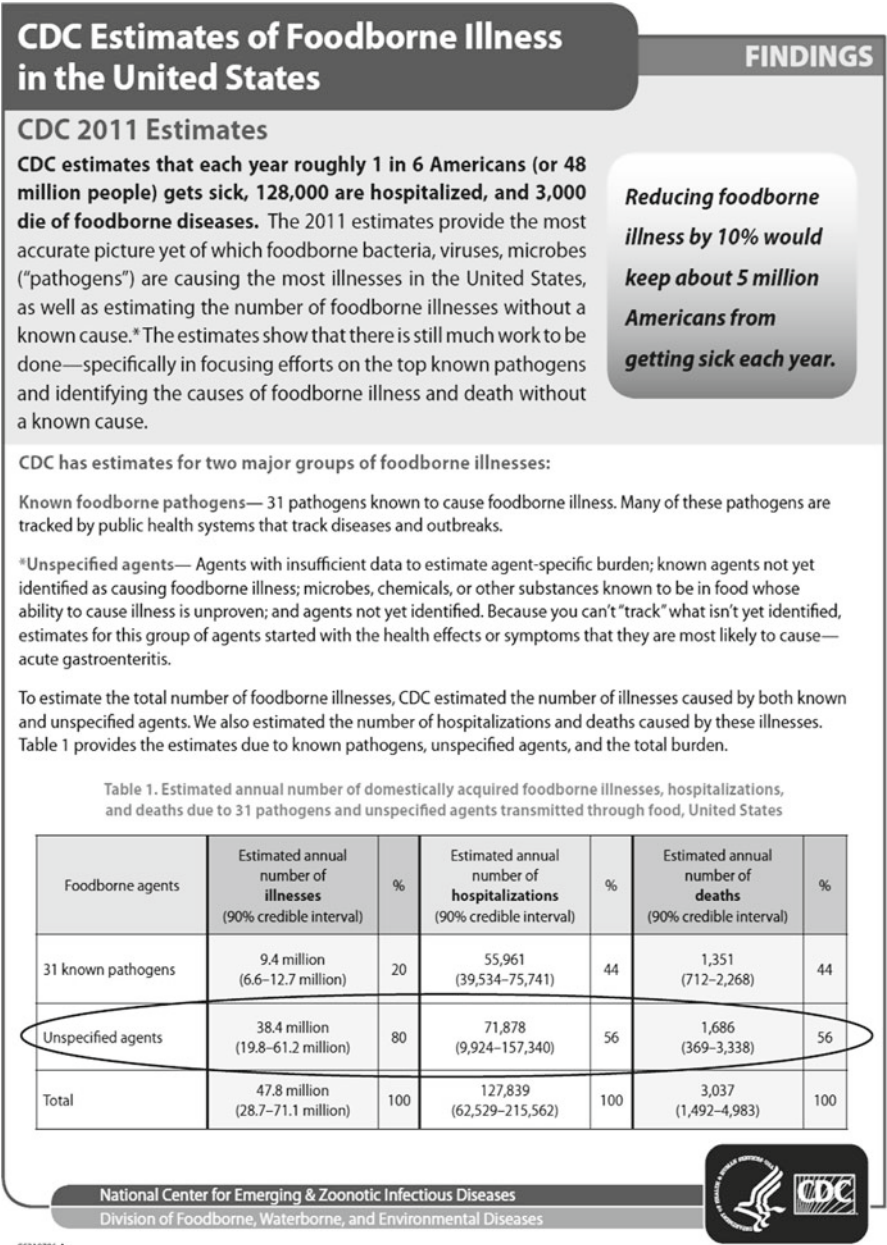 CDC Estimates of Foodborne Illness
in the United States
FINDINGS
CDC 2011 Estimates
CDC estimates that each year roughly 1 in 6 Americans (or 48
million people) gets sick, 128,000 are hospitalized, and 3,000
die of foodborne diseases. The 2011 estimates provide the most
accurate picture yet of which foodborne bacteria, viruses, microbes
(“pathogens”) are causing the most illnesses in the United States,
as well as estimating the number of foodborne illnesses without a
known cause.* The estimates show that there is still much work to be
done—specifically in focusing efforts on the top known pathogens
and identifying the causes of foodborne illness and death without
a known cause.
Reducing foodborne
illness by 10% would
keep about 5 million
Americans from
getting sick each year.
CDC has estimates for two major groups of foodborne illnesses:
Known foodborne pathogens— 31 pathogens known to cause foodborne illness. Many of these pathogens are
tracked by public health systems that track diseases and outbreaks.
*Unspecified agents— Agents with insufficient data to estimate agent-specific burden; known agents not yet
identified as causing foodborne illness; microbes, chemicals, or other substances known to be in food whose
ability to cause illness is unproven; and agents not yet identified. Because you can’t “track” what isn’t yet identified,
estimates for this group of agents started with the health effects or symptoms that they are most likely to cause—
acute gastroenteritis.
To estimate the total number of foodborne illnesses, CDC estimated the number of illnesses caused by both known
and unspecified agents. We also estimated the number of hospitalizations and deaths caused by these illnesses.
Table 1 provides the estimates due to known pathogens, unspecified agents, and the total burden.
Table 1. Estimated annual number of domestically acquired foodborne illnesses, hospitalizations,
and deaths due to 31 pathogens and unspecified agents transmitted through food, United States
Foodborne agents
Estimated annual
number of
illnesses
(90% credible interval)
%
Estimated annual
number of
hospitalizations
(90% credible interval)
%
Estimated annual
number of
deaths
(90% credible interval)
%
31 known pathogens
9.4 million
(6.6–12.7 million)
20
55,961
(39,534–75,741)
44
1,351
(712–2,268)
44
Unspecified agents
38.4 million
(19.8–61.2 million)
80
71,878
(9,924–157,340)
56
1,686
(369–3,338)
56
Total
47.8 million
(28.7–71.1 million)
100
127,839
(62,529–215,562)
100
3,037
(1,492–4,983)
100
National Center for Emerging & Zoonotic Infectious Diseases
Division of Foodborne, Waterborne, and Environmental Diseases
CDC